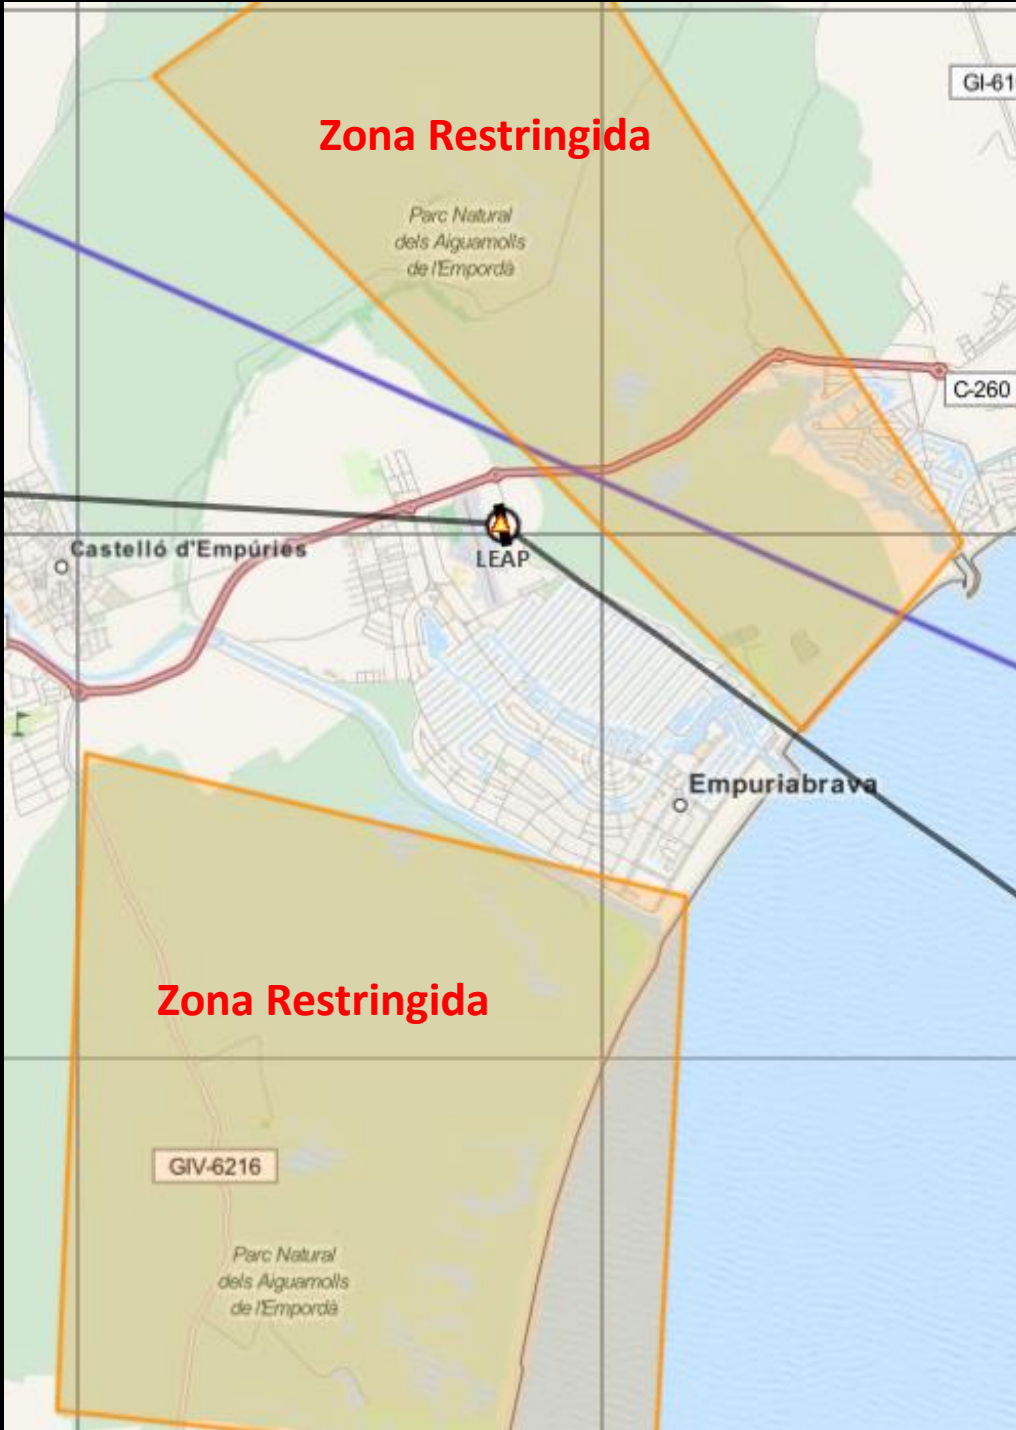 GI-61
Zona Restringida
Parc Natural
dels Aiguamolls
de l'Empordà
C-260
LEAP
Castelló d'Empúries
Empuriabrava
Zona Restringida
GIV-6216
Parc Natural
dels Aiguamolls
de l'Empordà